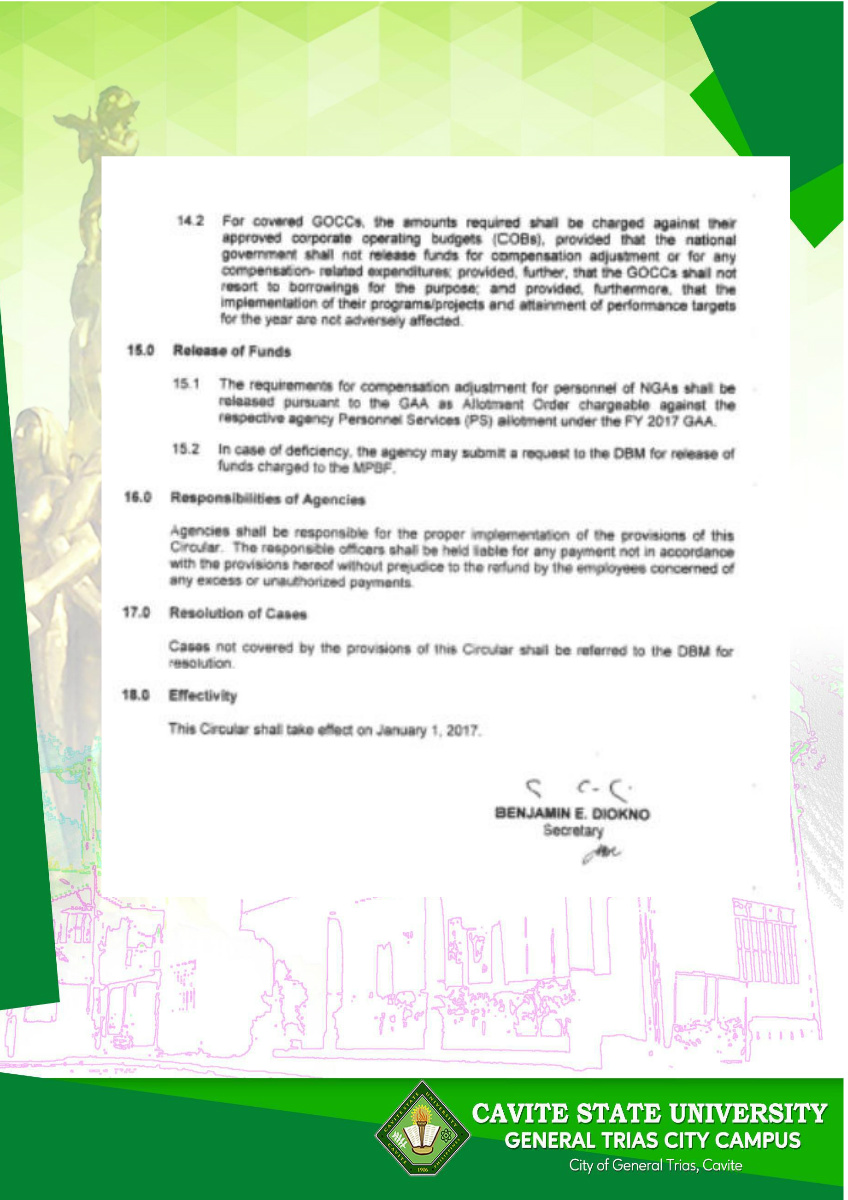 14.2 For covered GOCCs, the amounts required shall be charged against their
approved corporate operating budgets (COBs), provided that the national
government shall not release funds for compensation adjustment or for any
compensation- related expenditures; provided, further, that the GOCCs shall not
resort to borrowings for the purpose; and provided, furthermore, that the
implementation of their programs/projects and attainment of performance targets
for the year are not adversely affected.
15.0 Release of Funds
15.1 The requirements for compensation adjustment for personnel of NGAs shall be
released pursuant to the GAA as Allotment Order chargeable against the
respective agency Personnel Services (PS) allotment under the FY 2017 GAA.
15.2 In case of deficiency, the agency may submit a request to the DBM for release of
funds charged to the MPBF.
16.0 Responsibilities of Agencies
Agencies shall be responsible for the proper implementation of the provisions of this
Circular. The responsible officers shall be held liable for any payment not in accordance
with the provisions hereof without prejudice to the refund by the employees concerned of
any excess or unauthorized payments.
17.0 Resolution of Cases
Cases not covered by the provisions of this Circular shall be referred to the DBM for
resolution.
18.0 Effectivity
This Circular shall take effect on January 1, 2017.
BENJAMIN E. DIOKNO
Secretary
CAVITE STATE UNIVERSITY
GENERAL TRIAS CITY CAMPUS
City of General Trias, Cavite
CAVITE STATE UNIVERSITY
1906